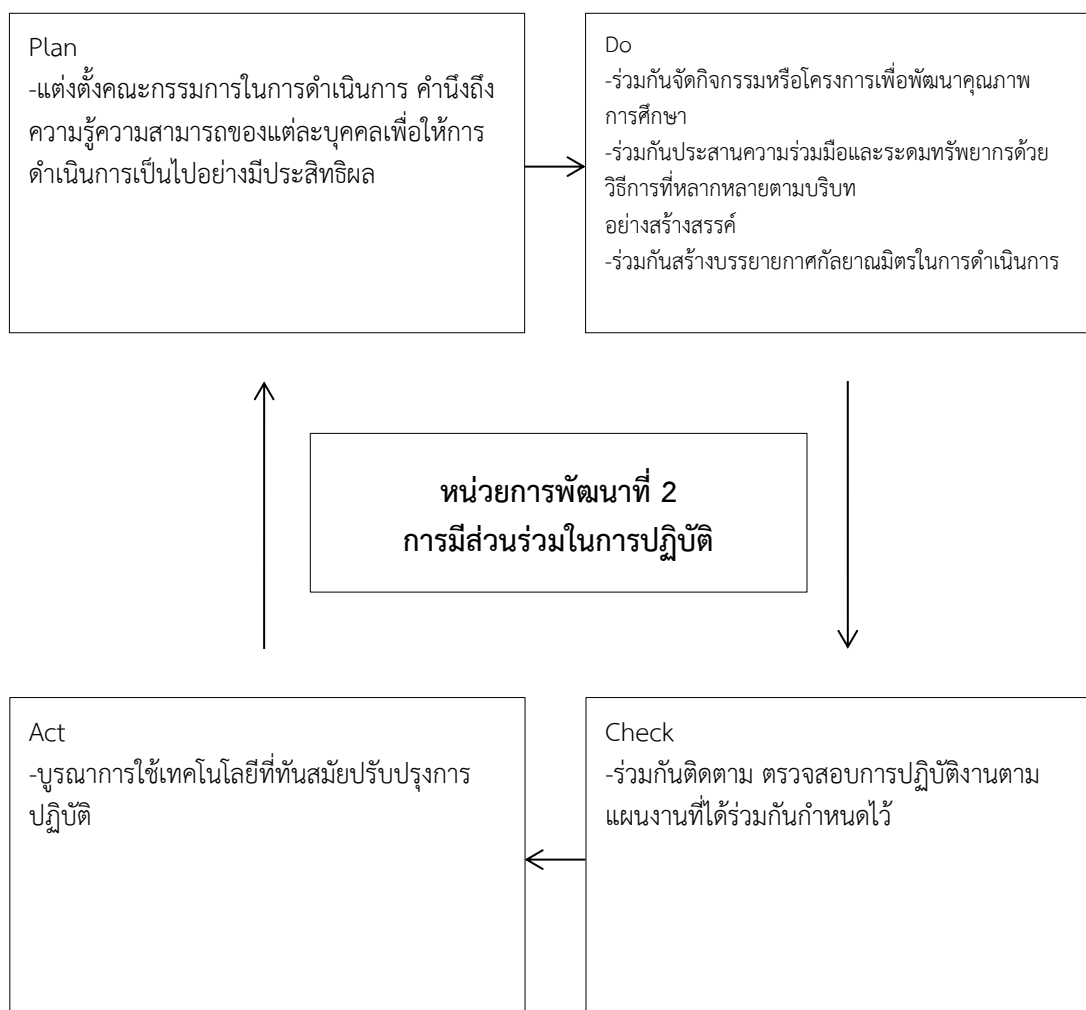 Plan
-แต่งตั้งคณะกรรมการในการดำเนินการ คำนึงถึง
ความรู้ความสามารถของแต่ละบุคคลเพื่อให้การ
ดำเนินการเป็นไปอย่างมีประสิทธิผล
Do
-ร่วมกันจัดกิจกรรมหรือโครงการเพื่อพัฒนาคุณภาพ
การศึกษา
-ร่วมกันประสานความร่วมมือและระดมทรัพยากรด้วย
วิธีการที่หลากหลายตามบริบท
อย่างสร้างสรรค์
-ร่วมกันสร้างบรรยายกาศกัลยาณมิตรในการดำเนินการ
หน่วยการพัฒนาที่ 2
การมีส่วนร่วมในการปฏิบัติ
Act
-บูรณาการใช้เทคโนโลยีที่ทันสมัยปรับปรุงการ
ปฏิบัติ
Check
-ร่วมกันติดตาม ตรวจสอบการปฏิบัติงานตาม
แผนงานที่ได้ร่วมกันกำหนดไว้